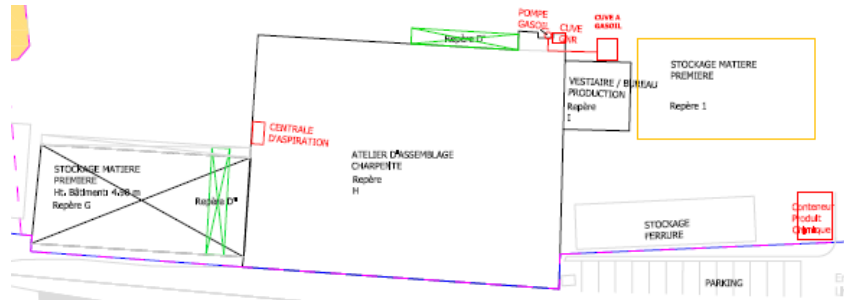 POMPE
GASOIL
CUVE
GNR
CUVE A
GASOIL
Repère D'
STOCKAGE MATIERE
PREMIERE
Repère 1
VESTIAIRE / BUREAU
PRODUCTION
Repère
I
CENTRALE
D'ASPIRATION
ATELIER D'ASSEMBLAGE
CHARPENTE
Repère
H
STOCKAGE MATIERE
PREMIERE
Ht. Bâtiment: 4.98 m
Repère G
Repère D"
STOCKAGE
FERRURE
Conteneur
Produit
Chimique
PARKING